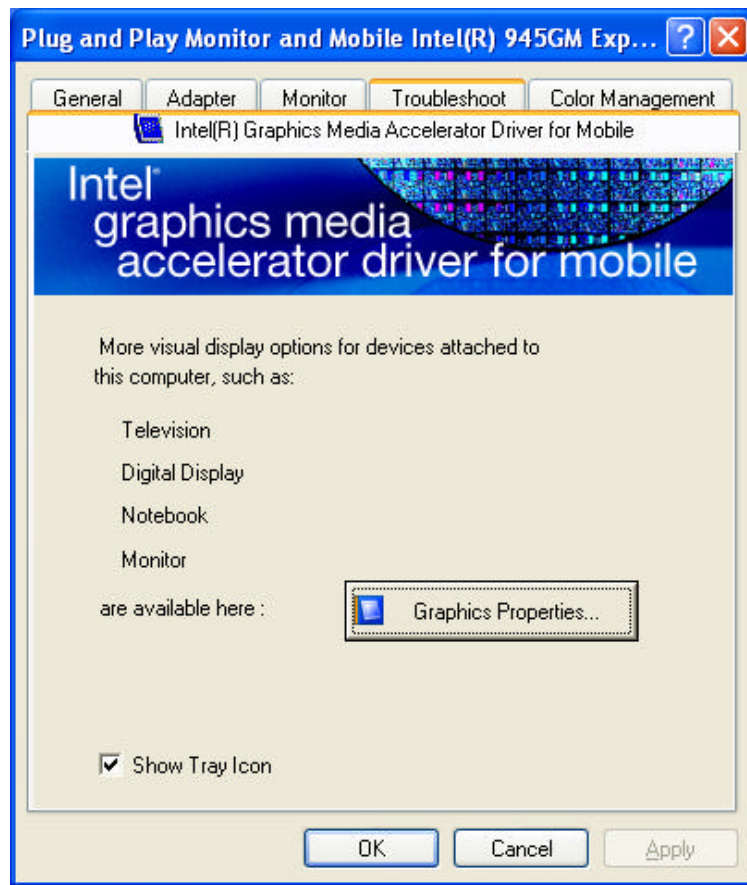 Plug and Play Monitor and Mobile Intel(R) 945GM Exp...
General Adapter Monitor Troubleshoot Color Management
Intel(R) Graphics Media Accelerator Driver for Mobile
Intel®
graphics media
accelerator driver for mobile
More visual display options for devices attached to
this computer, such as:
Television
Digital Display
Notebook
Monitor
are available here :
Graphics Properties...
Show Tray Icon
OK Cancel Apply